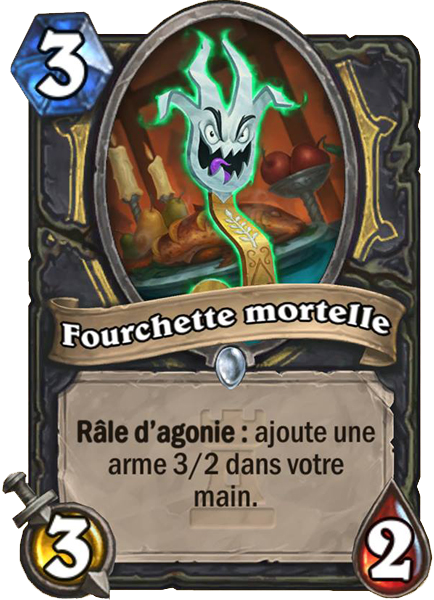 3
Fourchette mortelle
Râle d'agonie : ajoute une
arme 3/2 dans votre
main.
3
2